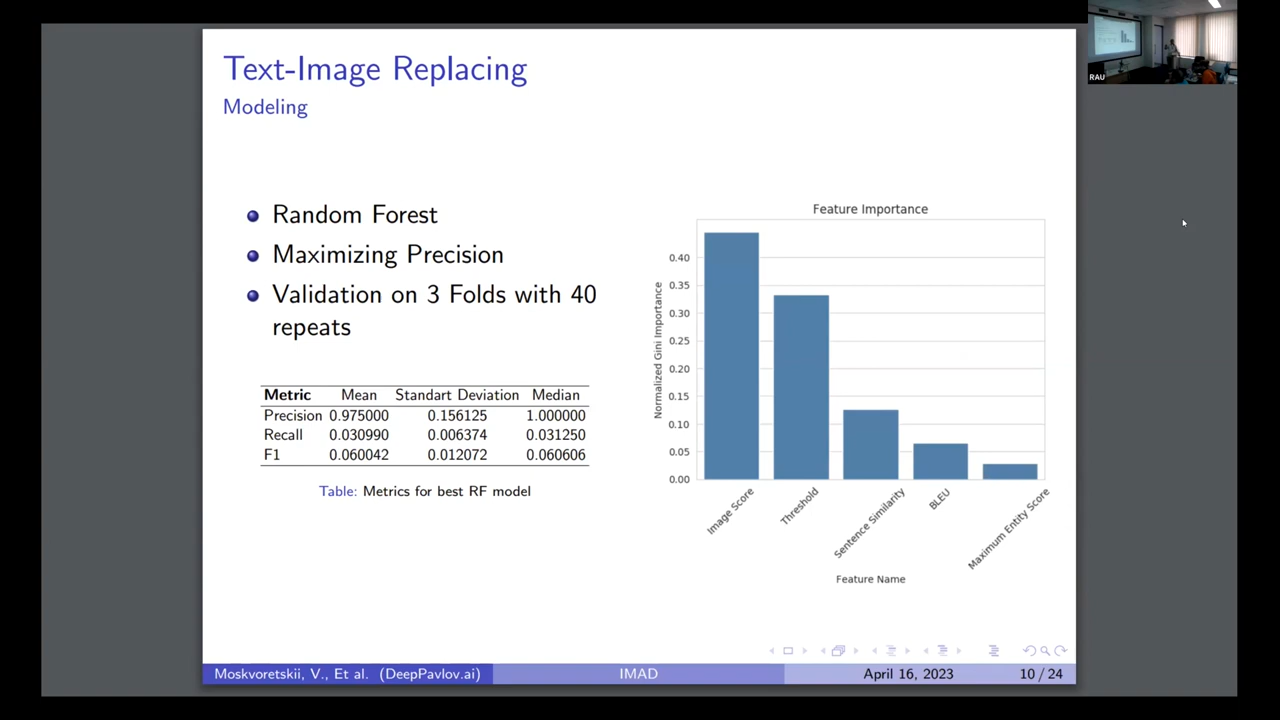 Text-Image Replacing
Modeling
Random Forest
Maximizing Precision
Validation on 3 Folds with 40
repeats
Metric Mean Standart Deviation Median
Precision 0.975000 0.156125 1.000000
Recall 0.030990 0.006374 0.031250
F1 0.060042 0.012072 0.060606
Table: Metrics for best RF model
Feature Importance
Normalized Gini Importance
0.40
0.35
0.30
0.25
0.20
0.15
0.10
0.05
0.00
Image Score
Threshold
Sentence Similarity
BLEU
Maximum Entity Score
Feature Name
Moskvoretskii, V., Et al. (DeepPavlov.ai) IMAD April 16, 2023 10 / 24
RAU